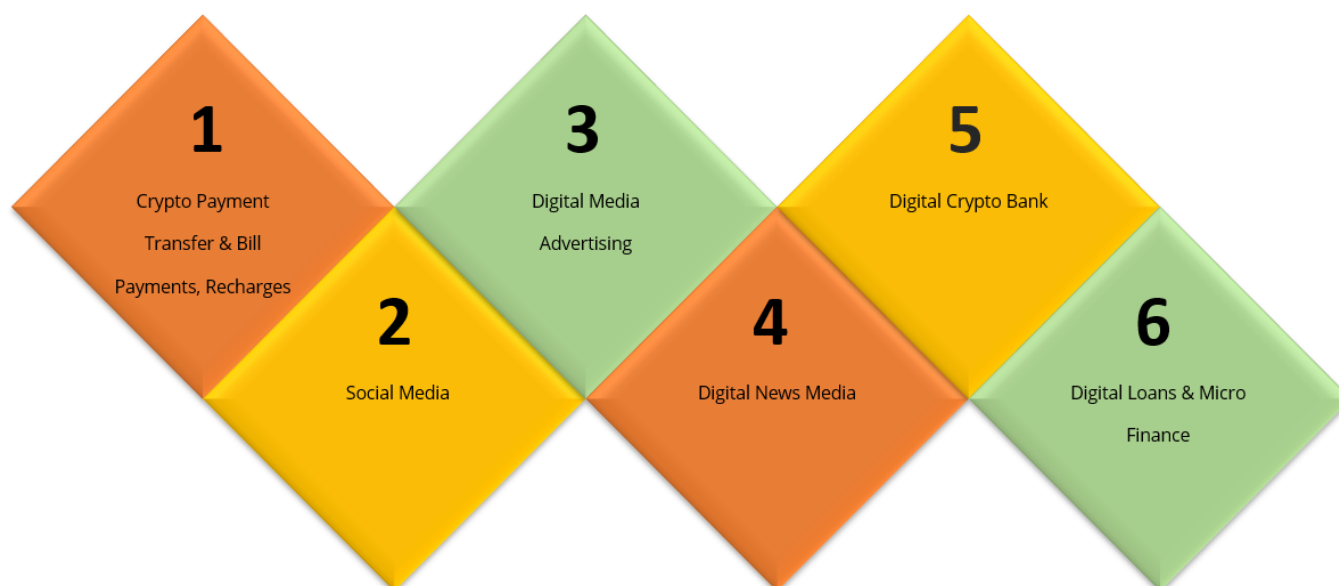 1
Crypto Payment
Transfer & Bill
Payments, Recharges
2
Social Media
3
Digital Media
Advertising
4
Digital News Media
5
Digital Crypto Bank
6
Digital Loans & Micro
Finance